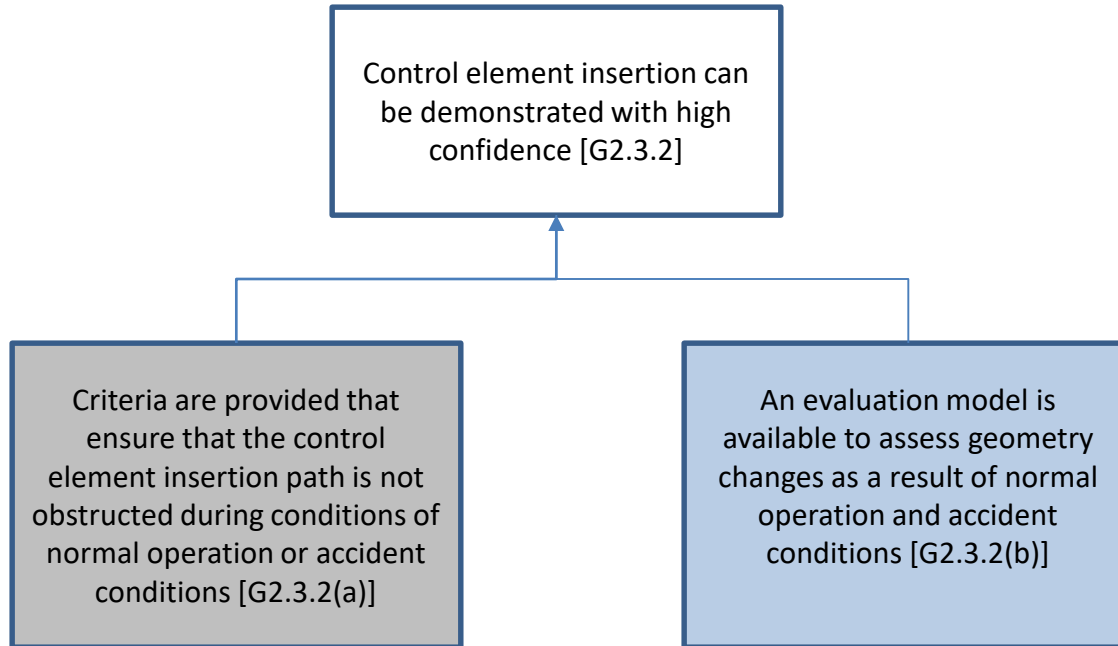 Control element insertion can
be demonstrated with high
confidence [G2.3.2]
Criteria are provided that
ensure that the control
element insertion path is not
obstructed during conditions of
normal operation or accident
conditions [G2.3.2(a)]
An evaluation model is
available to assess geometry
changes as a result of normal
operation and accident
conditions [G2.3.2(b)]